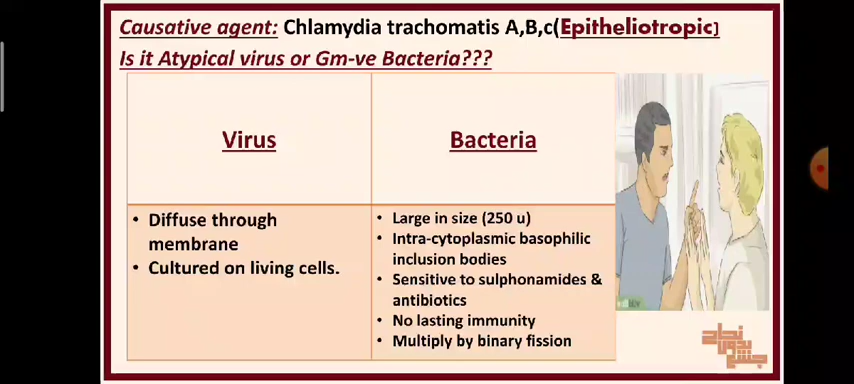 Causative agent: Chlamydia trachomatis A,B,c(Epitheliotropic)
Is it Atypical virus or Gm-ve Bacteria???
Virus
Bacteria
• Diffuse through
membrane
• Cultured on living cells.
• Large in size (250 u)
• Intra-cytoplasmic basophilic
inclusion bodies
• Sensitive to sulphonamides &
antibiotics
• No lasting immunity
• Multiply by binary fission